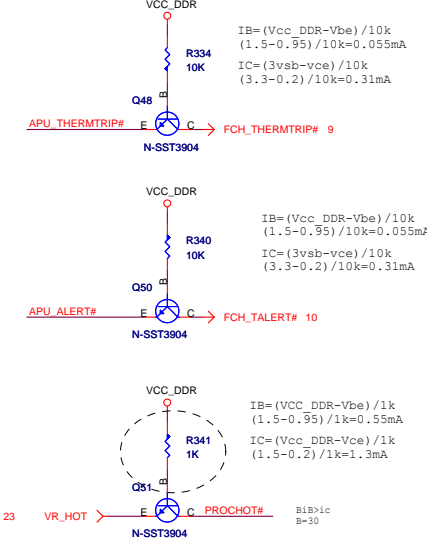 VCC_DDR
IB=(Vcc_DDR-Vbe)/10k
(1.5-0.95)/10k=0.055mA
R334
10K
IC=(3vsb-vce)/10k
(3.3-0.2)/10k=0.31mA
B
Q48
APU_THERMTRIP# E C FCH_THERMTRIP# 9
N-SST3904
VCC_DDR
IB=(Vcc_DDR-Vbe)/10k
(1.5-0.95)/10k=0.055mA
R340
10K
IC=(3vsb-vce)/10k
(3.3-0.2)/10k=0.31mA
B
Q50
APU_ALERT# E C FCH_TALERT# 10
N-SST3904
VCC_DDR
IB=(VCC_DDR-Vbe)/1k
(1.5-0.95)/1k=0.55mA
R341
1K
IC=(Vcc_DDR-Vce)/1k
(1.5-0.2)/1k=1.3mA
B
Q51
23 VR_HOT E C PROCHOT# BiB>ic
B=30
N-SST3904